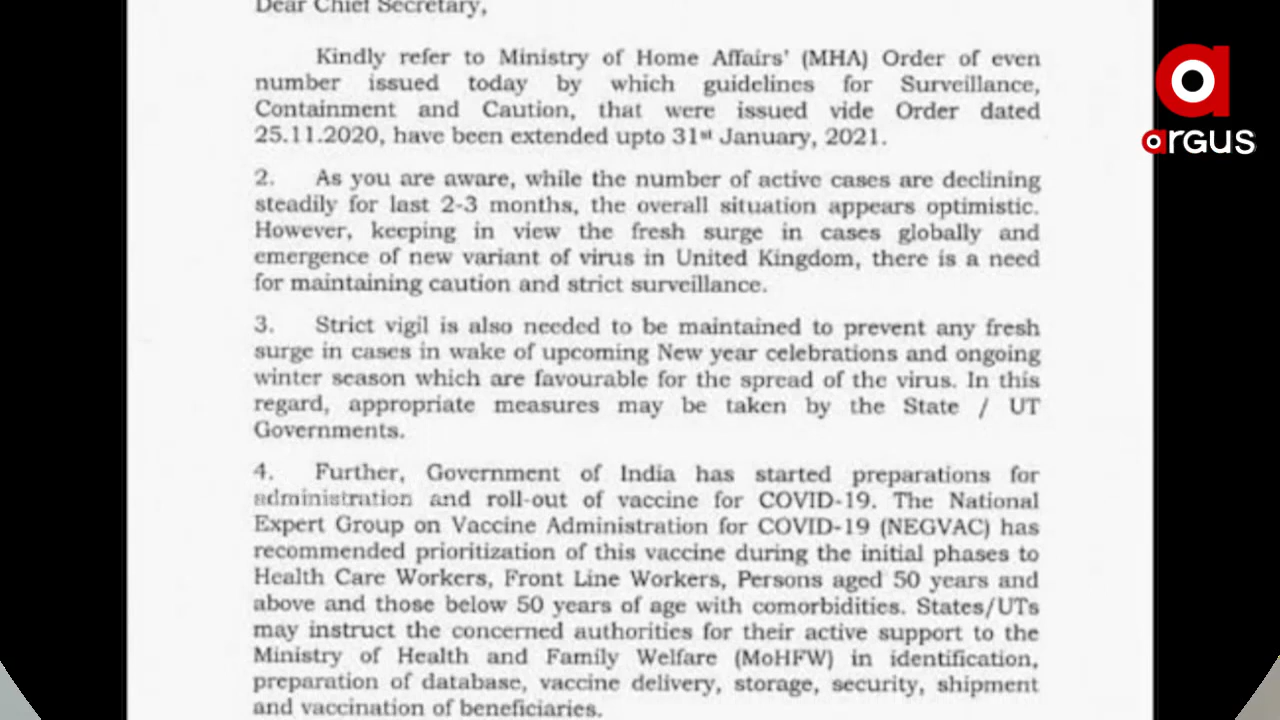 Dear Chief Secretary,
Kindly refer to Ministry of Home Affairs' (MHA) Order of even
number issued today by which guidelines for Surveillance,
Containment and Caution, that were issued vide Order dated
25.11.2020, have been extended upto 31st January, 2021.
2. As you are aware, while the number of active cases are declining
steadily for last 2-3 months, the overall situation appears optimistic.
However, keeping in view the fresh surge in cases globally and
emergence of new variant of virus in United Kingdom, there is a need
for maintaining caution and strict surveillance.
3. Strict vigil is also needed to be maintained to prevent any fresh
surge in cases in wake of upcoming New year celebrations and ongoing
winter season which are favourable for the spread of the virus. In this
regard, appropriate measures may be taken by the State / UT
Governments.
4. Further, Government of India has started preparations for
administration and roll-out of vaccine for COVID-19. The National
Expert Group on Vaccine Administration for COVID-19 (NEGVAC) has
recommended prioritization of this vaccine during the initial phases to
Health Care Workers, Front Line Workers, Persons aged 50 years and
above and those below 50 years of age with comorbidities. States/UTs
may instruct the concerned authorities for their active support to the
Ministry of Health and Family Welfare (MoHFW) in identification,
preparation of database, vaccine delivery, storage, security, shipment
and vaccination of beneficiaries.
a
argus